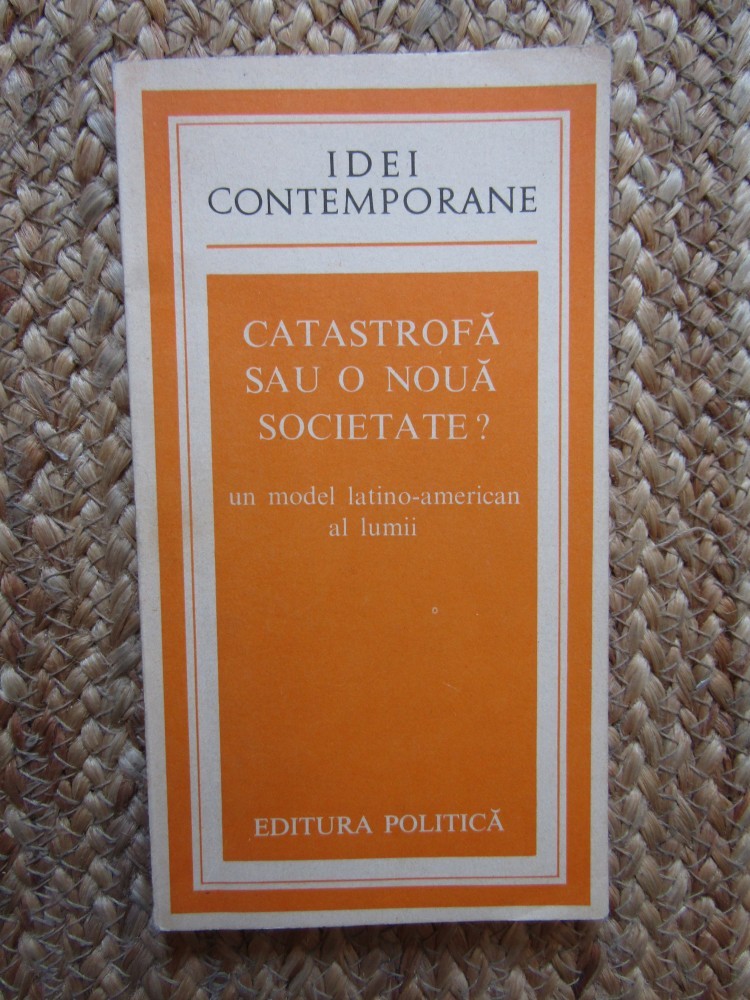 IDEI
CONTEMPORANE
CATASTROFĂ
SAU O NOUĂ
SOCIETATE?
un model latino-american
al lumii
EDITURA POLITICĂ